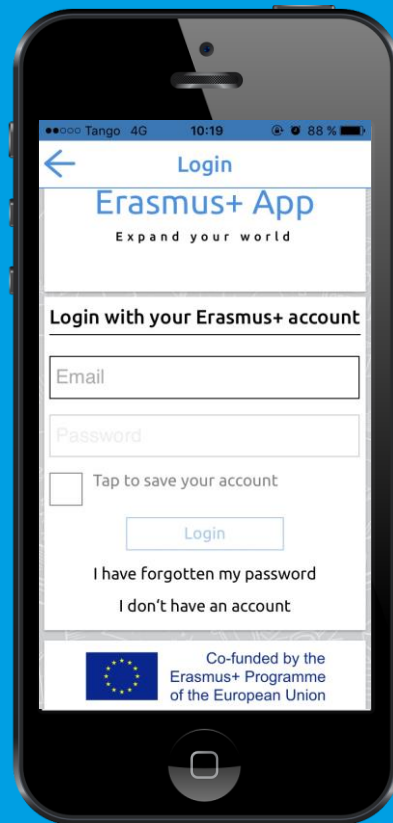 ●●○○○ Tango 4G 10:19 88 %
Login
Erasmus+ App
Expand your world
Login with your Erasmus+ account
Email
Password
Tap to save your account
Login
I have forgotten my password
I don't have an account
Co-funded by the
Erasmus+ Programme
of the European Union